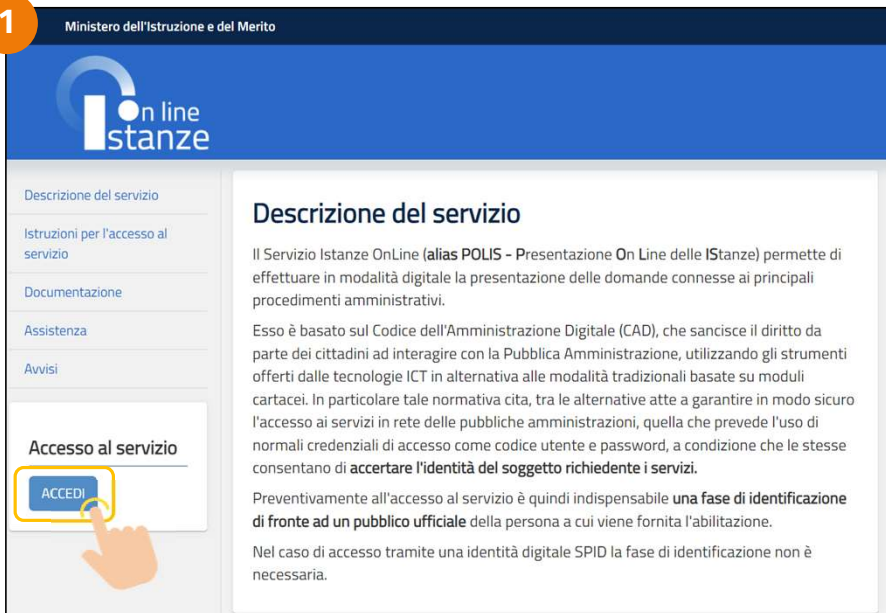 1
Ministero dell'Istruzione e del Merito
On line
Istanze
Descrizione del servizio
Istruzioni per l'accesso al
servizio
Documentazione
Assistenza
Avvisi
Accesso al servizio
ACCEDI
Descrizione del servizio
Il Servizio Istanze OnLine (alias POLIS - Presentazione On Line delle IStanze) permette di
effettuare in modalità digitale la presentazione delle domande connesse ai principali
procedimenti amministrativi.
Esso è basato sul Codice dell'Amministrazione Digitale (CAD), che sancisce il diritto da
parte dei cittadini ad interagire con la Pubblica Amministrazione, utilizzando gli strumenti
offerti dalle tecnologie ICT in alternativa alle modalità tradizionali basate su moduli
cartacei. In particolare tale normativa cita, tra le alternative atte a garantire in modo sicuro
l'accesso ai servizi in rete delle pubbliche amministrazioni, quella che prevede l'uso di
normali credenziali di accesso come codice utente e password, a condizione che le stesse
consentano di accertare l'identità del soggetto richiedente i servizi.
Preventivamente all'accesso al servizio è quindi indispensabile una fase di identificazione
di fronte ad un pubblico ufficiale della persona a cui viene fornita l'abilitazione.
Nel caso di accesso tramite una identità digitale SPID la fase di identificazione non è
necessaria.